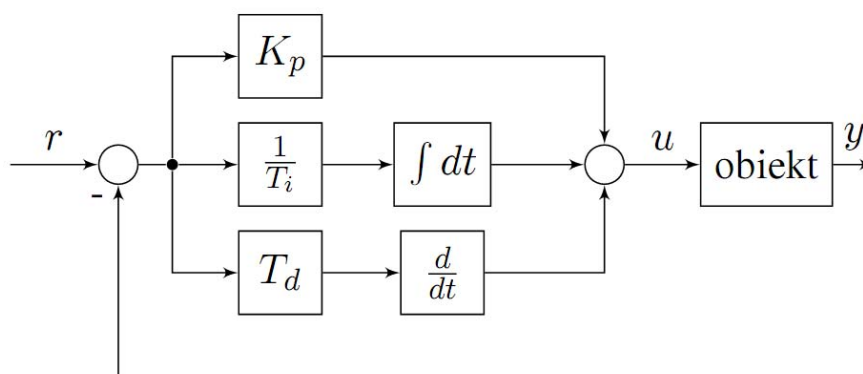 K_p
r
-
1/T_i
∫ dt
u
obiekt
y
T_d
d/dt